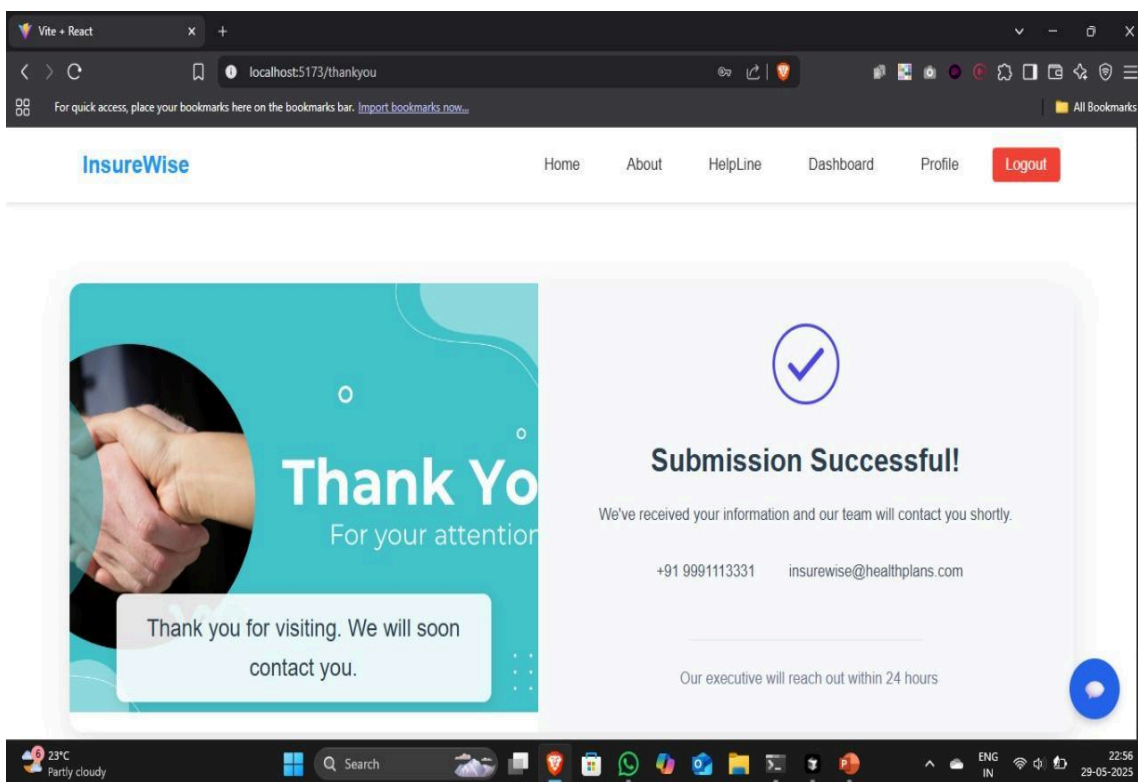 Vite + React
localhost:5173/thankyou
For quick access, place your bookmarks here on the bookmarks bar. Import bookmarks now...
All Bookmarks
InsureWise
Home About HelpLine Dashboard Profile Logout
Thank Yo
For your attention
Thank you for visiting. We will soon
contact you.
Submission Successful!
We've received your information and our team will contact you shortly.
+91 9991113331 insurewise@healthplans.com
Our executive will reach out within 24 hours
6
23°C
Partly cloudy
Search
ENG
IN
22:56
29-05-2025